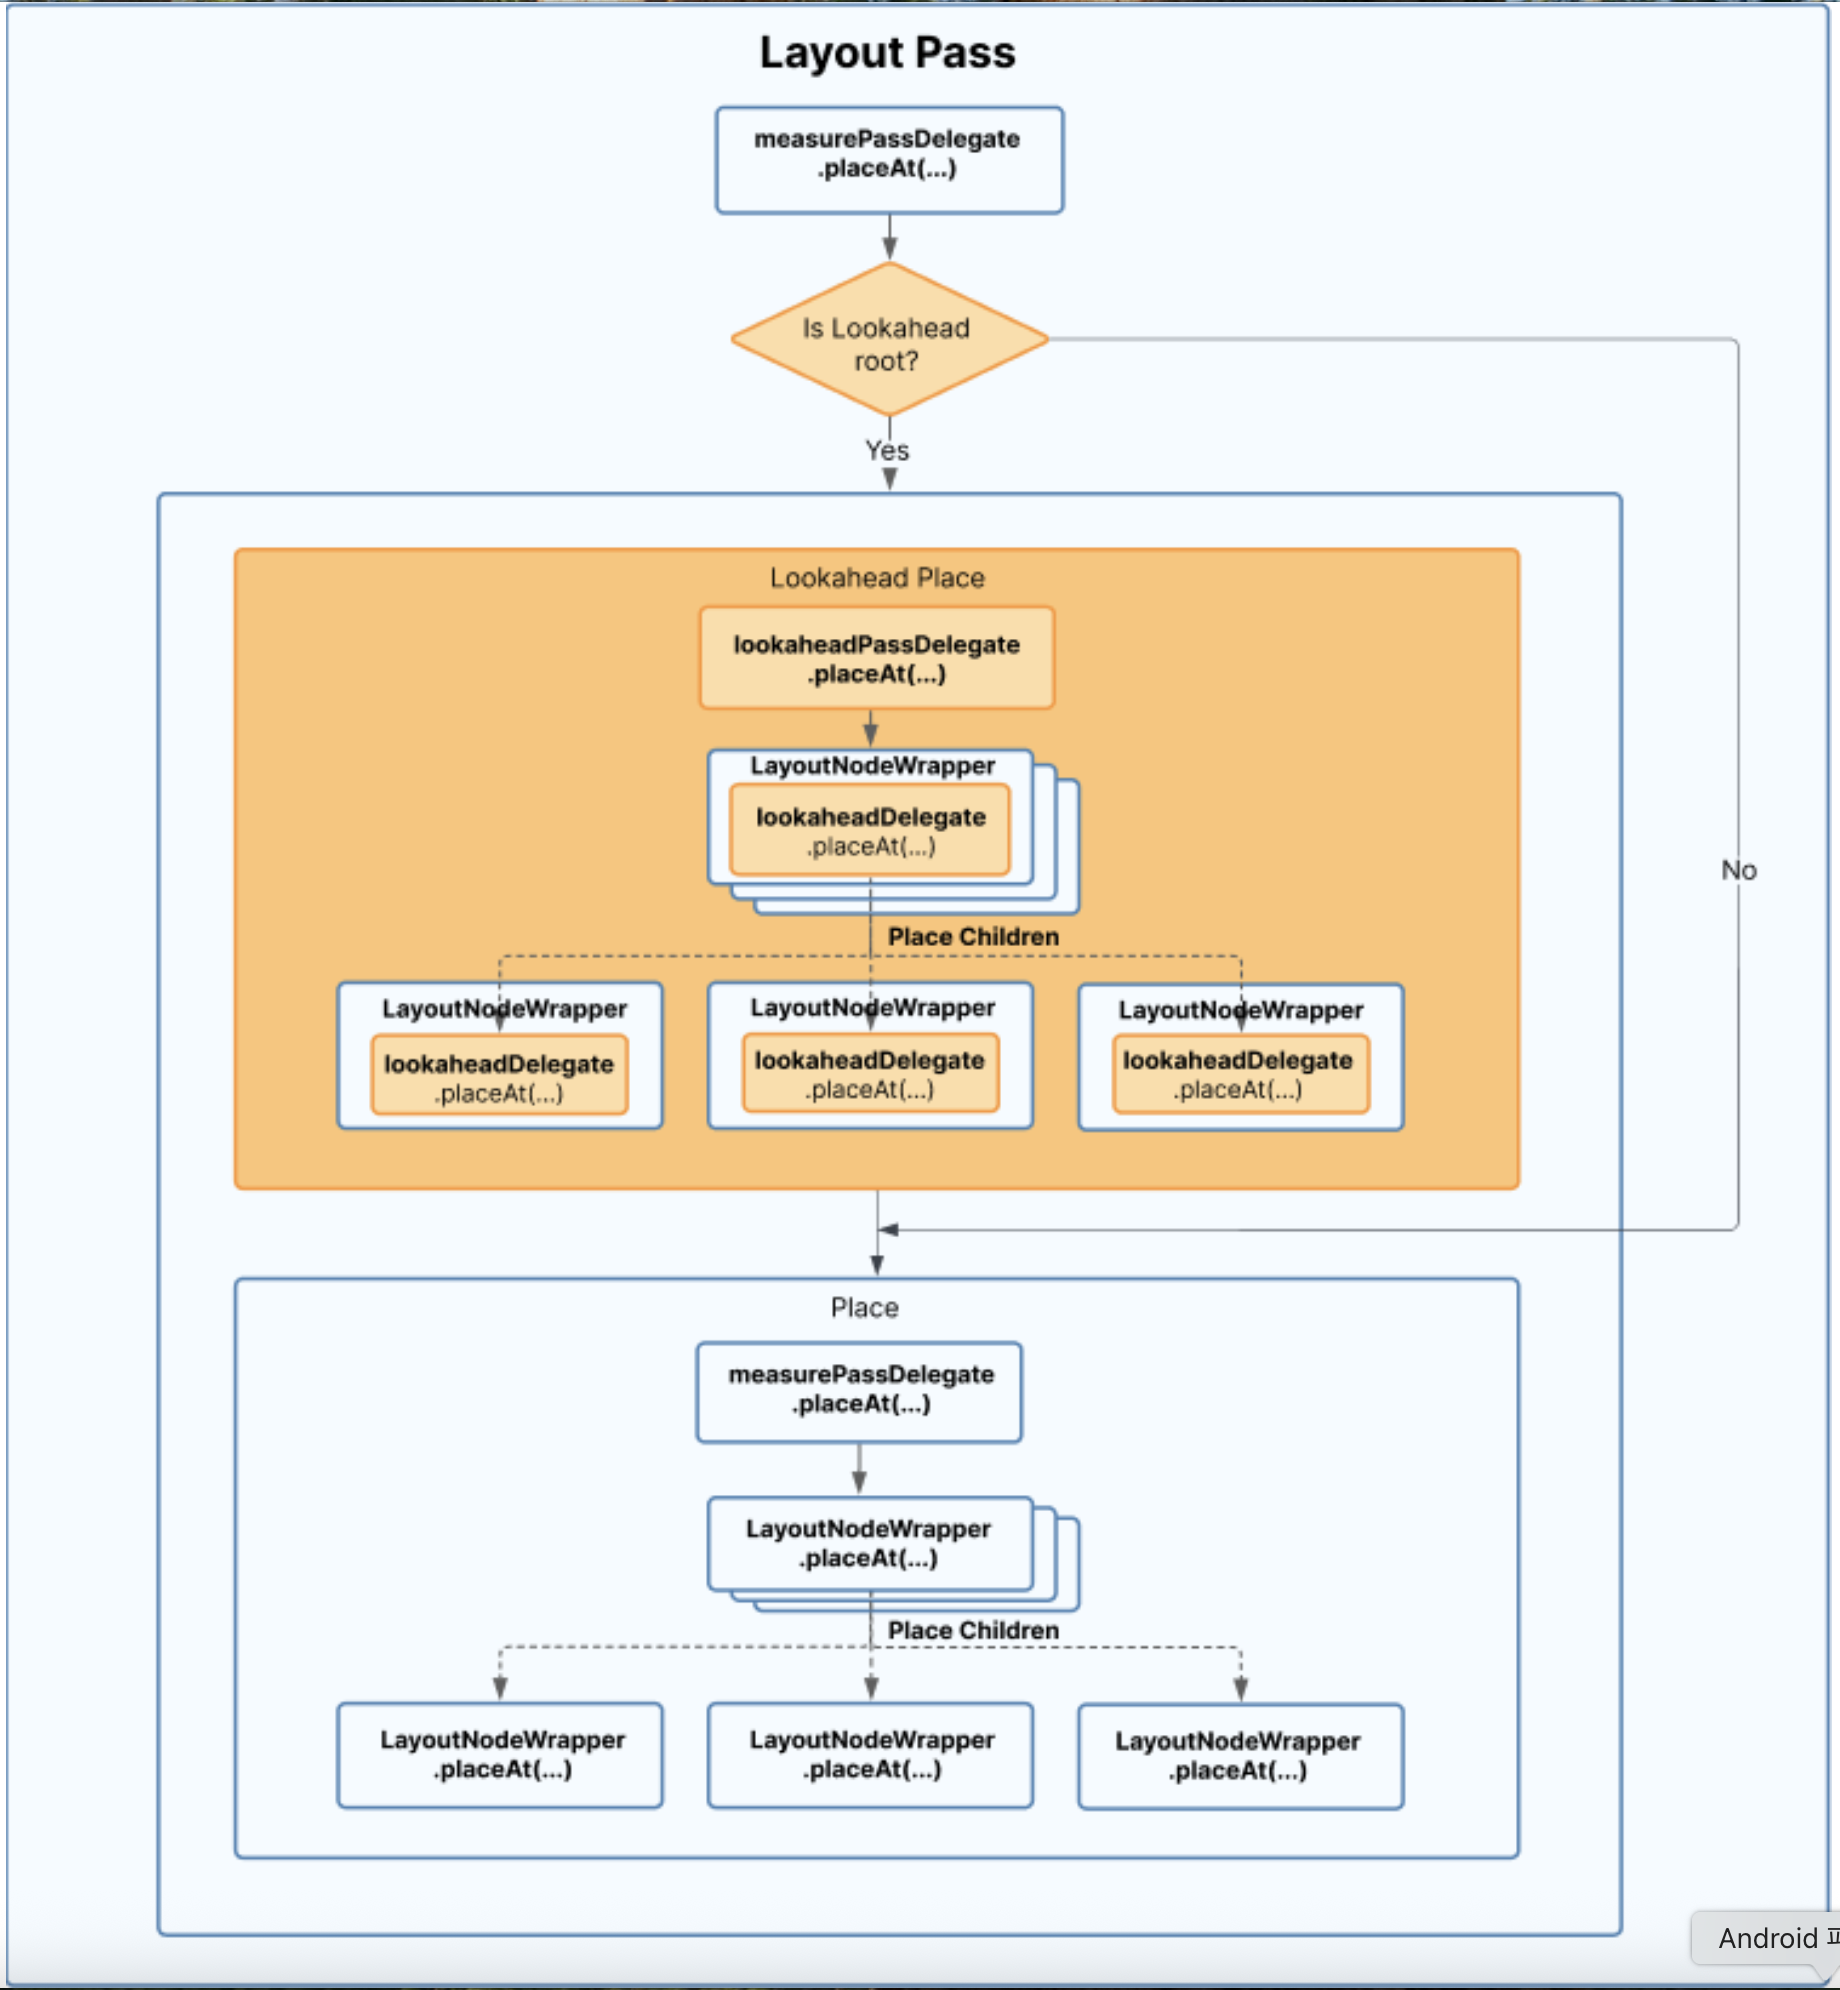 Layout Pass
measurePassDelegate
.placeAt(...)
Is Lookahead
root?
Yes
Lookahead Place
lookaheadPassDelegate
.placeAt(...)
LayoutNodeWrapper
lookaheadDelegate
.placeAt(...)
No
Place Children
LayoutNodeWrapper
lookaheadDelegate
.placeAt(...)
LayoutNodeWrapper
lookaheadDelegate
.placeAt(...)
LayoutNodeWrapper
lookaheadDelegate
.placeAt(...)
Place
measurePassDelegate
.placeAt(...)
LayoutNodeWrapper
.placeAt(...)
Place Children
LayoutNodeWrapper
.placeAt(...)
LayoutNodeWrapper
.placeAt(...)
LayoutNodeWrapper
.placeAt(...)
Android